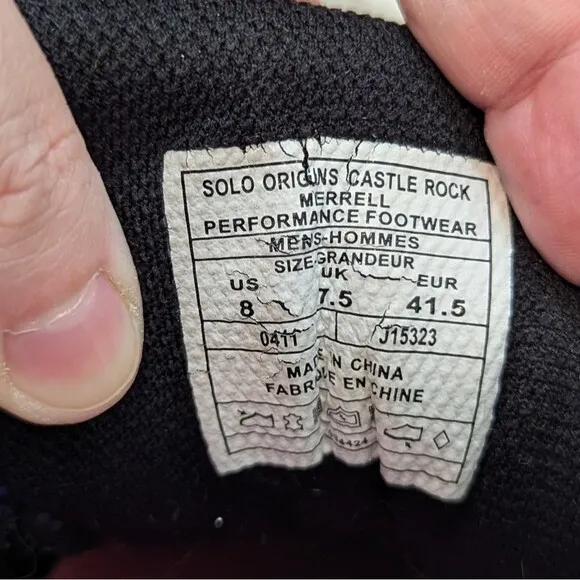 SOLO ORIGINS CASTLE ROCK
MERRELL
PERFORMANCE FOOTWEAR
MENS-HOMMES
SIZE-GRANDEUR
US UK EUR
8 7.5 41.5
0411 J15323
MADE IN CHINA
FABRIQUE EN CHINE